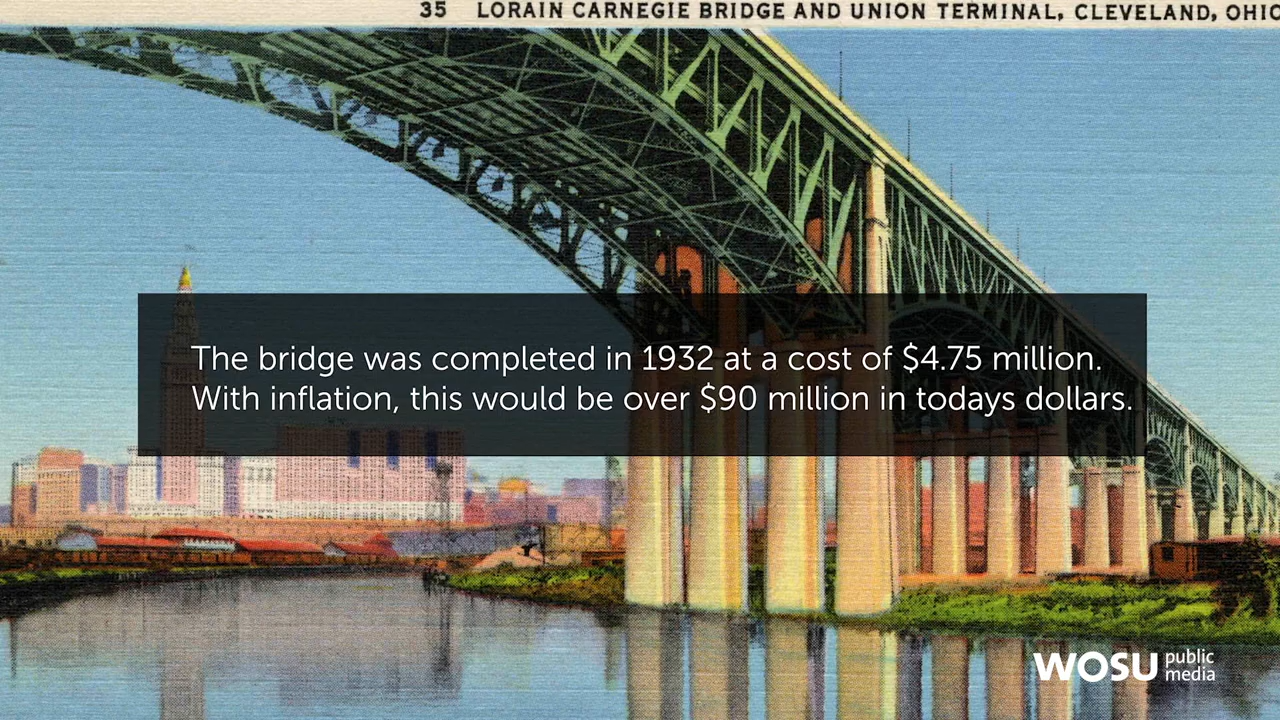 35 LORAIN CARNEGIE BRIDGE AND UNION TERMINAL, CLEVELAND, OHIO
The bridge was completed in 1932 at a cost of $4.75 million.
With inflation, this would be over $90 million in todays dollars.
WOSU public media